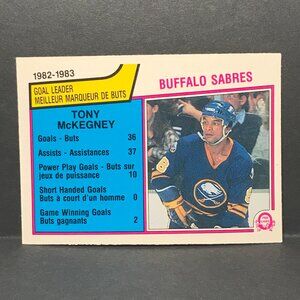 1982-1983
GOAL LEADER
MEILLEUR MARQUEUR DE BUTS
BUFFALO SABRES
TONY
McKEGNEY
Goals - Buts 36
Assists - Assistances 37
Power Play Goals - Buts sur
jeux de puissance 10
Short Handed Goals
Buts à court d'un homme 0
Game Winning Goals
Buts gagnants 2